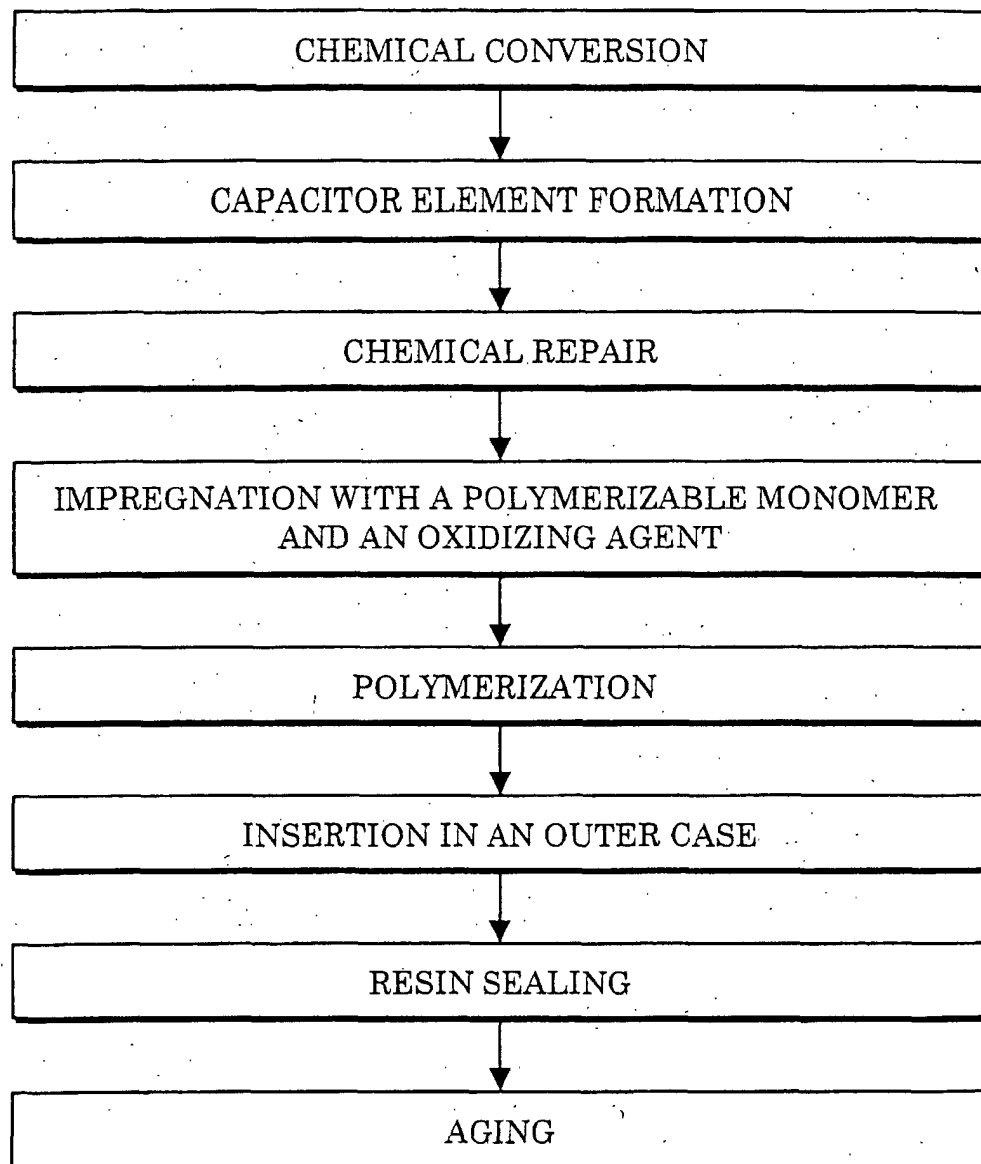 CHEMICAL CONVERSION
CAPACITOR ELEMENT FORMATION
CHEMICAL REPAIR
IMPREGNATION WITH A POLYMERIZABLE MONOMER
AND AN OXIDIZING AGENT
POLYMERIZATION
INSERTION IN AN OUTER CASE
RESIN SEALING
AGING